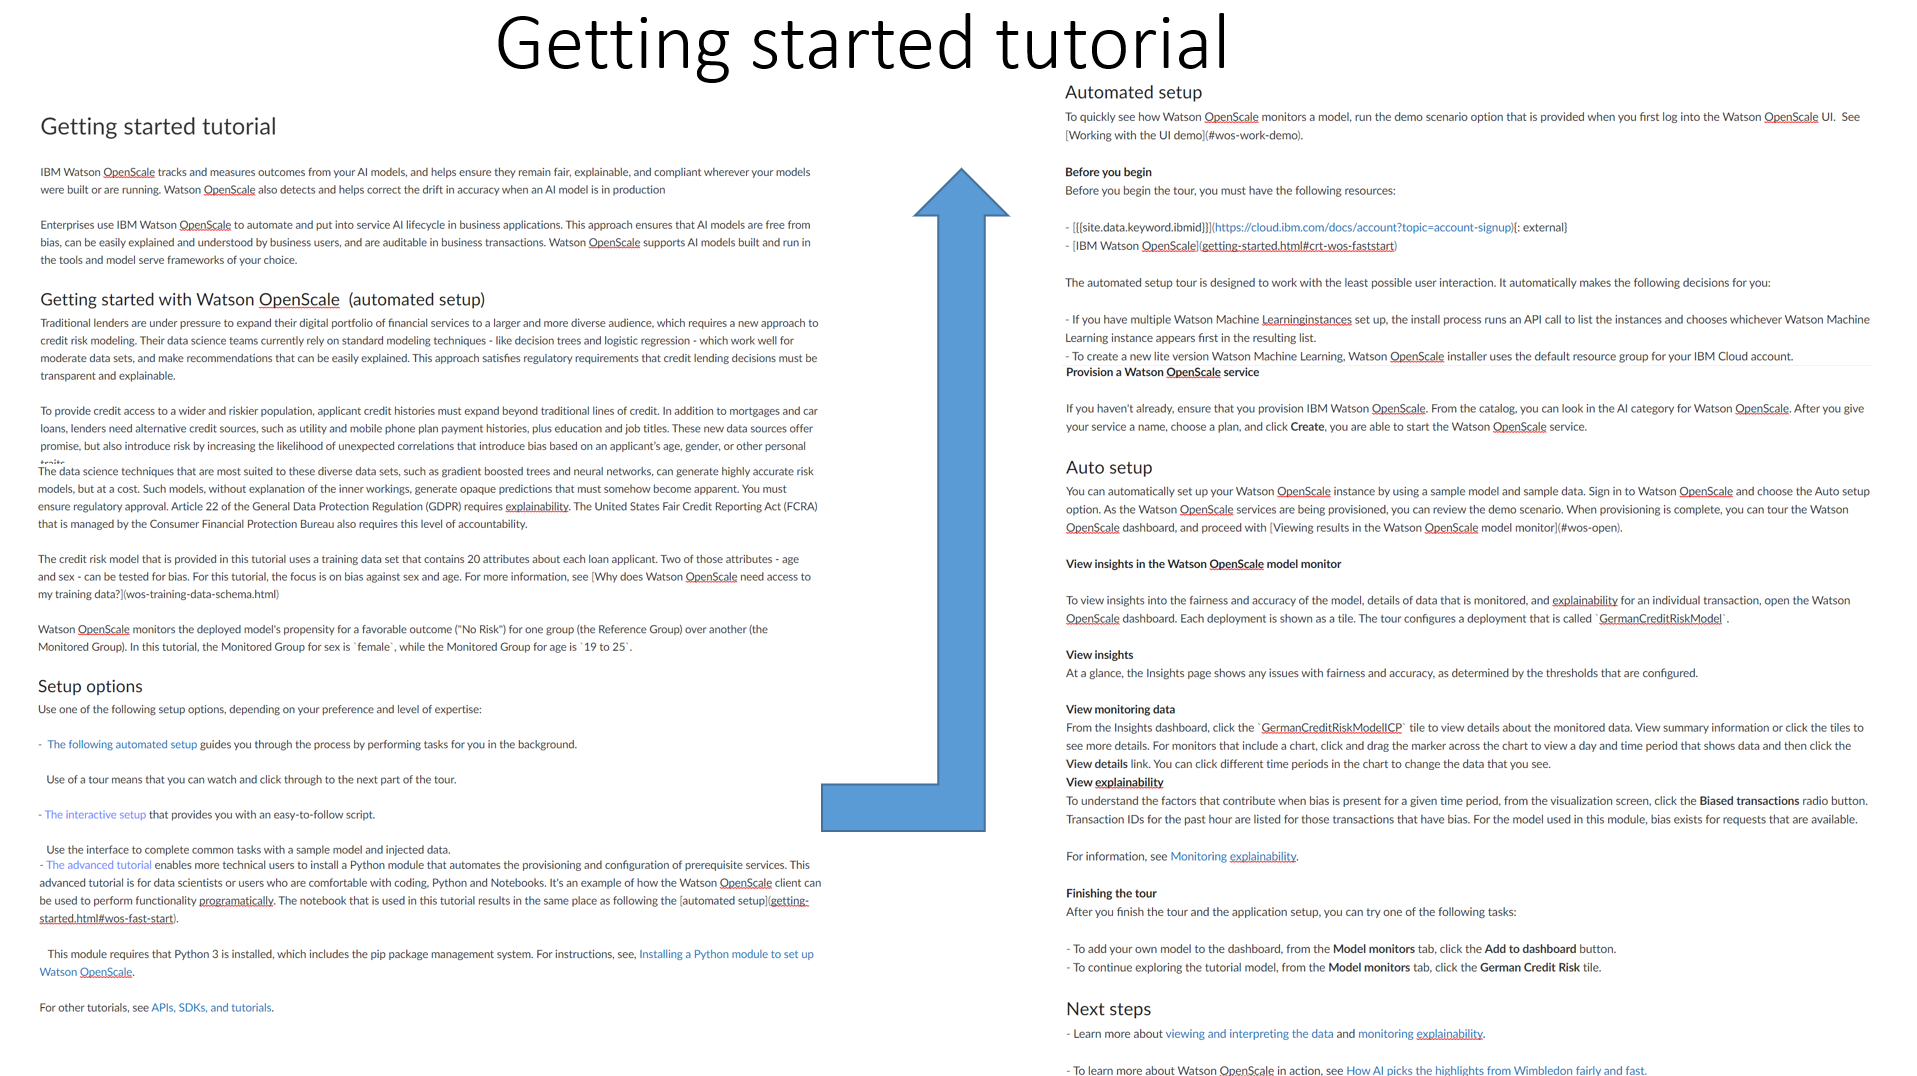 Getting started tutorial
Getting started tutorial
IBM Watson OpenScale tracks and measures outcomes from your AI models, and helps ensure they remain fair, explainable, and compliant wherever your models
were built or are running. Watson OpenScale also detects and helps correct the drift in accuracy when an AI model is in production
Enterprises use IBM Watson OpenScale to automate and put into service AI lifecycle in business applications. This approach ensures that AI models are free from
bias, can be easily explained and understood by business users, and are auditable in business transactions. Watson OpenScale supports AI models built and run in
the tools and model serve frameworks of your choice.
Getting started with Watson OpenScale (automated setup)
Traditional lenders are under pressure to expand their digital portfolio of financial services to a larger and more diverse audience, which requires a new approach to
credit risk modeling. Their data science teams currently rely on standard modeling techniques - like decision trees and logistic regression - which work well for
moderate data sets, and make recommendations that can be easily explained. This approach satisfies regulatory requirements that credit lending decisions must be
transparent and explainable.
To provide credit access to a wider and riskier population, applicant credit histories must expand beyond traditional lines of credit. In addition to mortgages and car
loans, lenders need alternative credit sources, such as utility and mobile phone plan payment histories, plus education and job titles. These new data sources offer
promise, but also introduce risk by increasing the likelihood of unexpected correlations that introduce bias based on an applicant's age, gender, or other personal
traits.
The data science techniques that are most suited to these diverse data sets, such as gradient boosted trees and neural networks, can generate highly accurate risk
models, but at a cost. Such models, without explanation of the inner workings, generate opaque predictions that must somehow become apparent. You must
ensure regulatory approval. Article 22 of the General Data Protection Regulation (GDPR) requires explainability. The United States Fair Credit Reporting Act (FCRA)
that is managed by the Consumer Financial Protection Bureau also requires this level of accountability.
The credit risk model that is provided in this tutorial uses a training data set that contains 20 attributes about each loan applicant. Two of those attributes - age
and sex - can be tested for bias. For this tutorial, the focus is on bias against sex and age. For more information, see [Why does Watson OpenScale need access to
my training data?](wos-training-data-schema.html)
Watson OpenScale monitors the deployed model's propensity for a favorable outcome ("No Risk") for one group (the Reference Group) over another (the
Monitored Group). In this tutorial, the Monitored Group for sex is `female`, while the Monitored Group for age is `19 to 25`.
Setup options
Use one of the following setup options, depending on your preference and level of expertise:
- The following automated setup guides you through the process by performing tasks for you in the background.
Use of a tour means that you can watch and click through to the next part of the tour.
- The interactive setup that provides you with an easy-to-follow script.
Use the interface to complete common tasks with a sample model and injected data.
- The advanced tutorial enables more technical users to install a Python module that automates the provisioning and configuration of prerequisite services. This
advanced tutorial is for data scientists or users who are comfortable with coding, Python and Notebooks. It's an example of how the Watson OpenScale client can
be used to perform functionality programatically. The notebook that is used in this tutorial results in the same place as following the [automated setup](getting-
started.html#wos-fast-start).
This module requires that Python 3 is installed, which includes the pip package management system. For instructions, see, Installing a Python module to set up
Watson OpenScale.
For other tutorials, see APIs, SDKs, and tutorials.
Automated setup
To quickly see how Watson OpenScale monitors a model, run the demo scenario option that is provided when you first log into the Watson OpenScale UI. See
[Working with the UI demo](#wos-work-demo).
Before you begin
Before you begin the tour, you must have the following resources:
- [{{site.data.keyword.ibmid}}](https://cloud.ibm.com/docs/account?topic=account-signup){: external}
- [IBM Watson OpenScale](getting-started.html#crt-wos-faststart)
The automated setup tour is designed to work with the least possible user interaction. It automatically makes the following decisions for you:
- If you have multiple Watson Machine Learninginstances set up, the install process runs an API call to list the instances and chooses whichever Watson Machine
Learning instance appears first in the resulting list.
- To create a new lite version Watson Machine Learning, Watson OpenScale installer uses the default resource group for your IBM Cloud account.
Provision a Watson OpenScale service
If you haven't already, ensure that you provision IBM Watson OpenScale. From the catalog, you can look in the AI category for Watson OpenScale. After you give
your service a name, choose a plan, and click Create, you are able to start the Watson OpenScale service.
Auto setup
You can automatically set up your Watson OpenScale instance by using a sample model and sample data. Sign in to Watson OpenScale and choose the Auto setup
option. As the Watson OpenScale services are being provisioned, you can review the demo scenario. When provisioning is complete, you can tour the Watson
OpenScale dashboard, and proceed with [Viewing results in the Watson OpenScale model monitor](#wos-open).
View insights in the Watson OpenScale model monitor
To view insights into the fairness and accuracy of the model, details of data that is monitored, and explainability for an individual transaction, open the Watson
OpenScale dashboard. Each deployment is shown as a tile. The tour configures a deployment that is called `GermanCreditRiskModel`.
View insights
At a glance, the Insights page shows any issues with fairness and accuracy, as determined by the thresholds that are configured.
View monitoring data
From the Insights dashboard, click the `GermanCreditRiskModelICP` tile to view details about the monitored data. View summary information or click the tiles to
see more details. For monitors that include a chart, click and drag the marker across the chart to view a day and time period that shows data and then click the
View details link. You can click different time periods in the chart to change the data that you see.
View explainability
To understand the factors that contribute when bias is present for a given time period, from the visualization screen, click the Biased transactions radio button.
Transaction IDs for the past hour are listed for those transactions that have bias. For the model used in this module, bias exists for requests that are available.
For information, see Monitoring explainability.
Finishing the tour
After you finish the tour and the application setup, you can try one of the following tasks:
- To add your own model to the dashboard, from the Model monitors tab, click the Add to dashboard button.
- To continue exploring the tutorial model, from the Model monitors tab, click the German Credit Risk tile.
Next steps
- Learn more about viewing and interpreting the data and monitoring explainability.
- To learn more about Watson OpenScale in action, see How AI picks the highlights from Wimbledon fairly and fast.